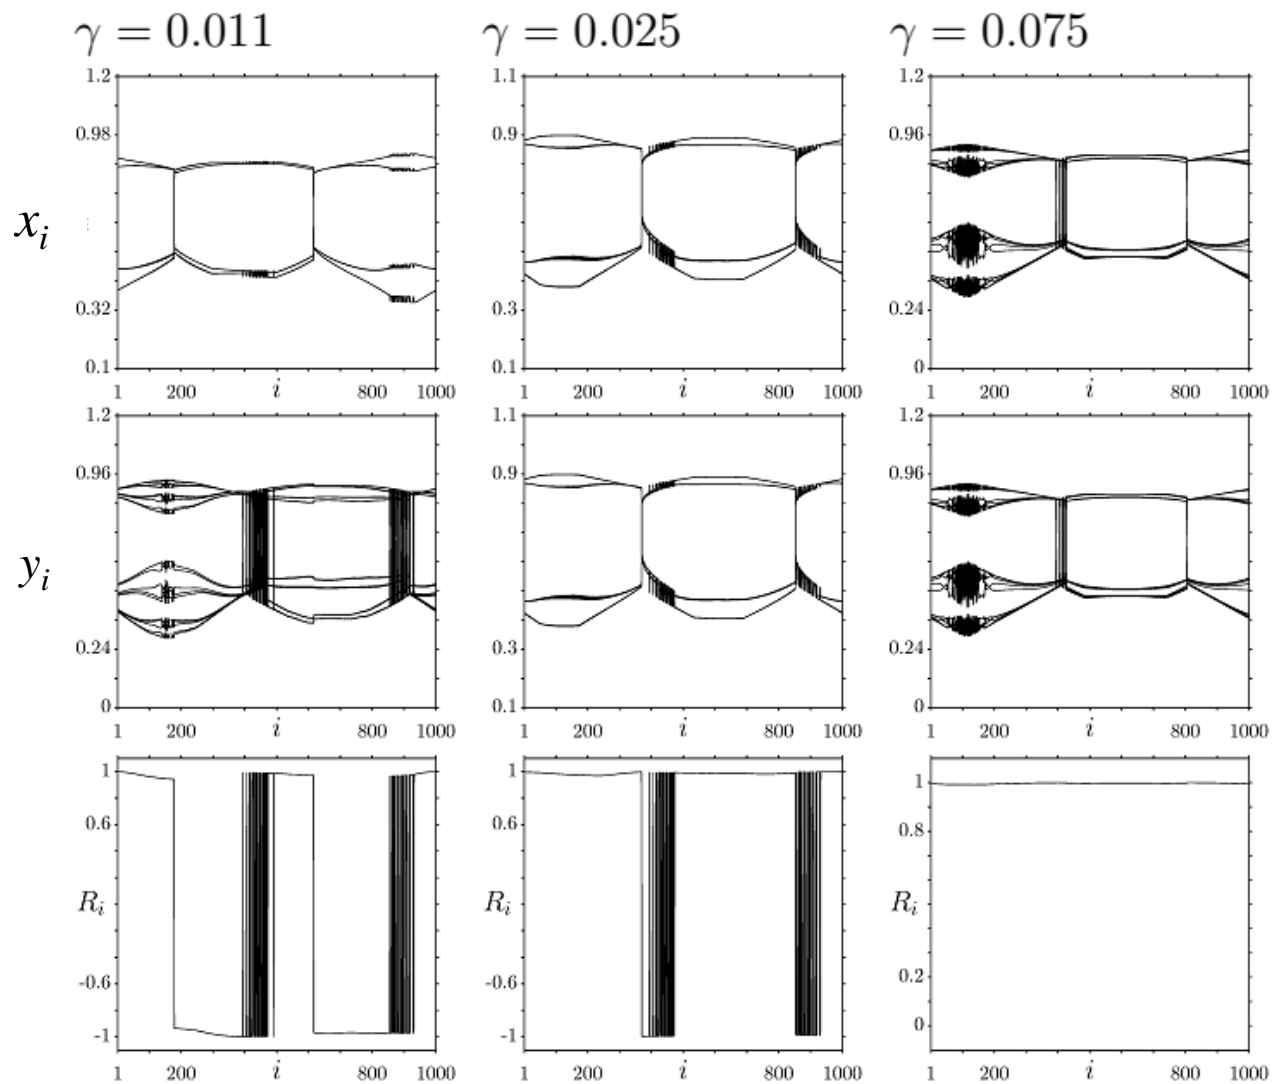 γ = 0.011 γ = 0.025 γ = 0.075
1.2 1.1 1.2
0.98 0.9 0.96
x_i
0.32 0.3 0.24
0.1 0.1 0
1 200 i 800 1000 1 200 i 800 1000 1 200 i 800 1000
1.2 1.1 1.2
0.96 0.9 0.96
y_i
0.24 0.3 0.24
0 0.1 0
1 200 i 800 1000 1 200 i 800 1000 1 200 i 800 1000
1 1 1
0.6 0.6 0.8
R_i R_i R_i
-0.6 -0.6 0.2
-1 -1 0
1 200 i 800 1000 1 200 i 800 1000 1 200 i 800 1000